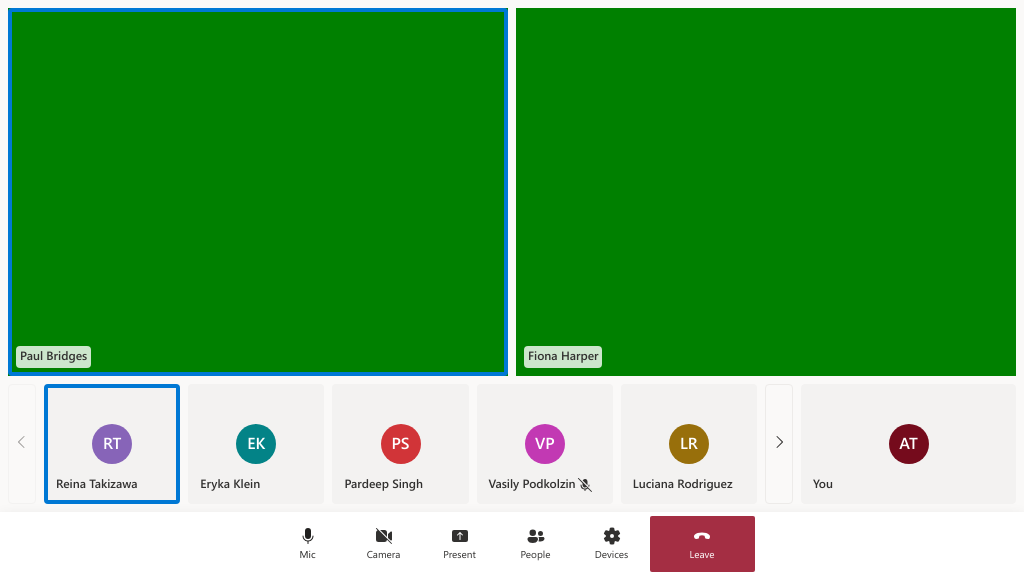 Paul Bridges
Fiona Harper
RT
EK
PS
VP
LR
AT
Reina Takizawa
Eryka Klein
Pardeep Singh
Vasily Podkolzin
Luciana Rodriguez
You
Mic
Camera
Present
People
Devices
Leave